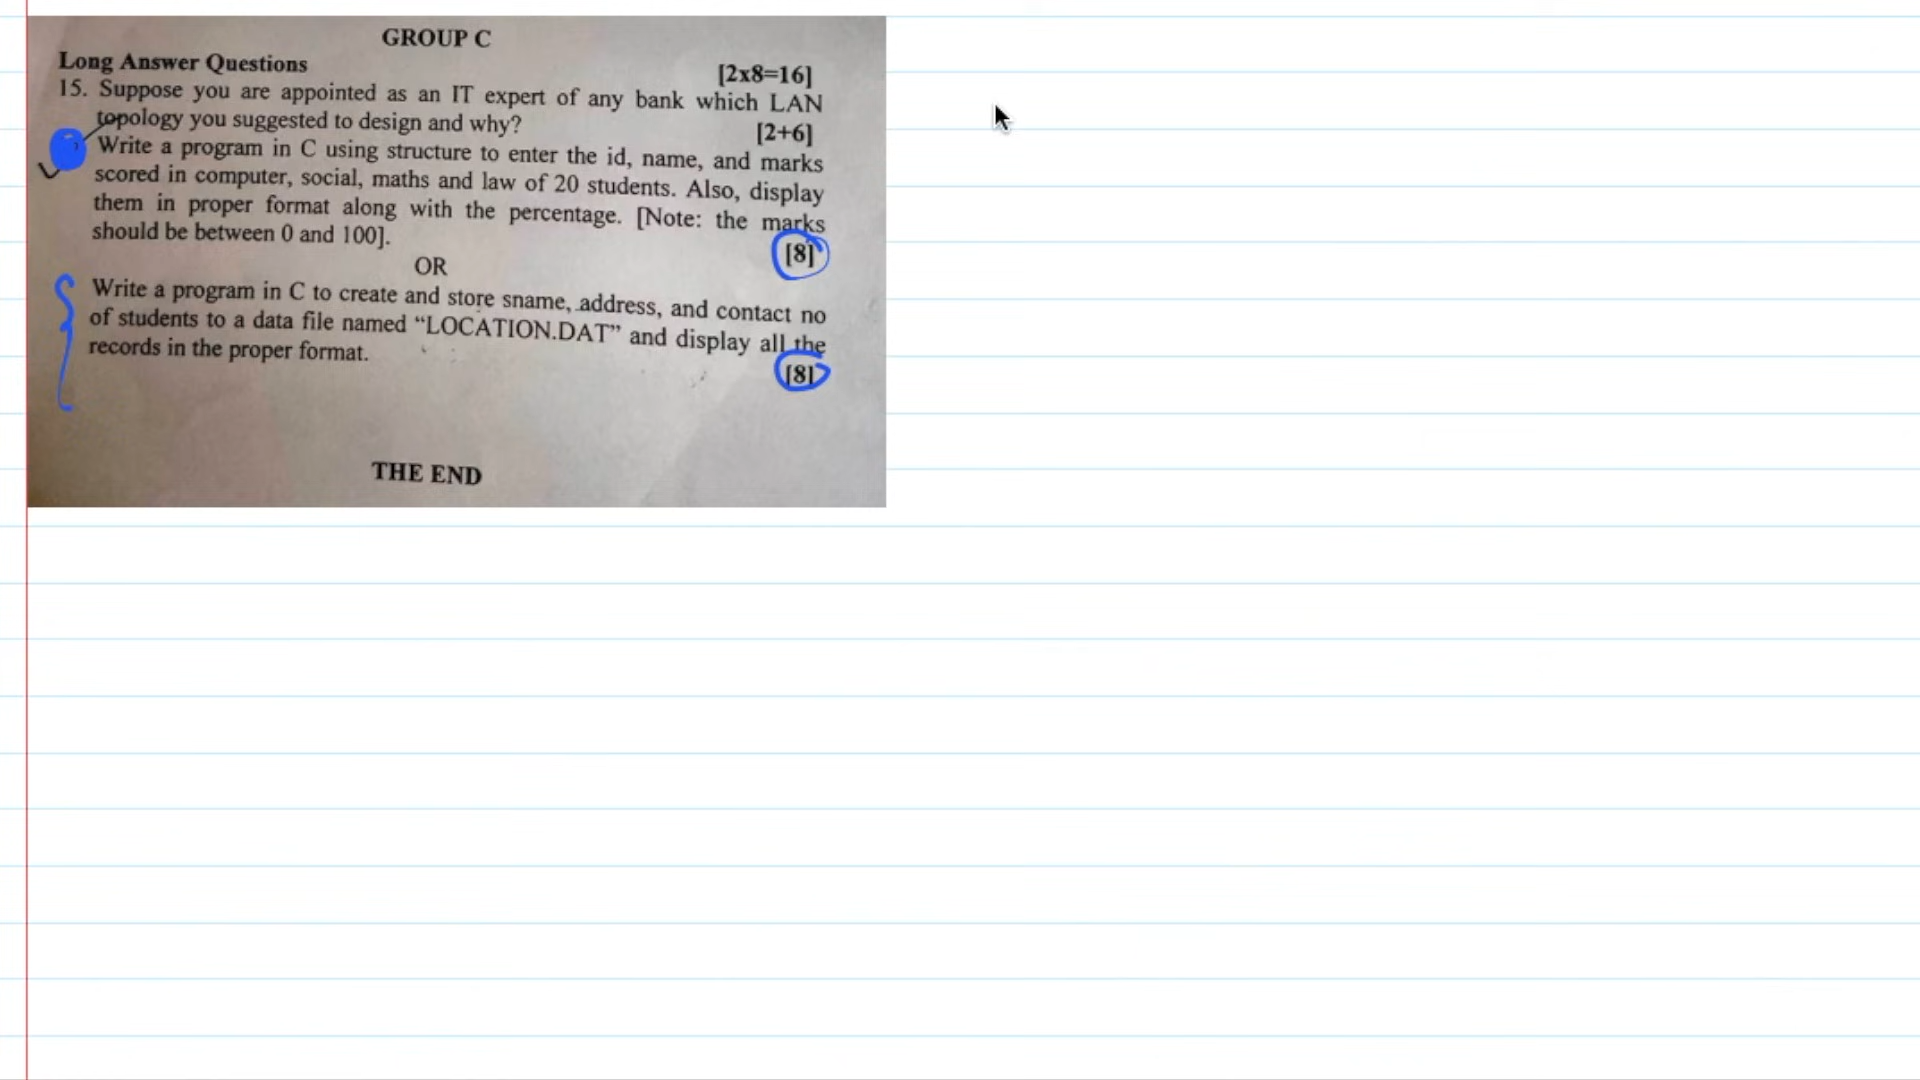 GROUP C
Long Answer Questions
[2x8=16]
15. Suppose you are appointed as an IT expert of any bank which LAN
topology you suggested to design and why?
[2+6]
Write a program in C using structure to enter the id, name, and marks
scored in computer, social, maths and law of 20 students. Also, display
them in proper format along with the percentage. [Note: the marks
should be between 0 and 100].
[8]
OR
Write a program in C to create and store sname, address, and contact no
of students to a data file named “LOCATION.DAT” and display all the
records in the proper format.
[8]
THE END